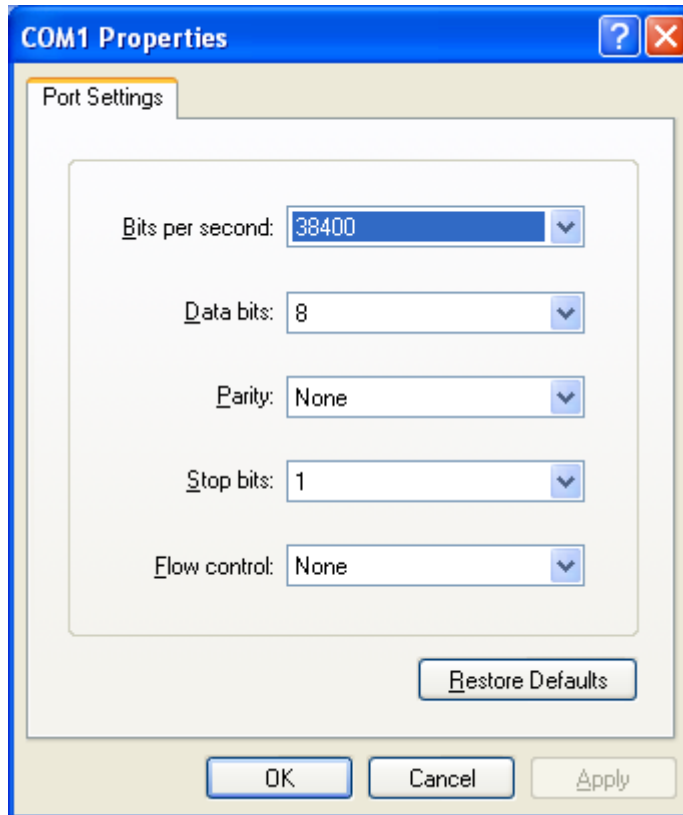 COM1 Properties
Port Settings
Bits per second: 38400
Data bits: 8
Parity: None
Stop bits: 1
Flow control: None
Restore Defaults
OK Cancel Apply